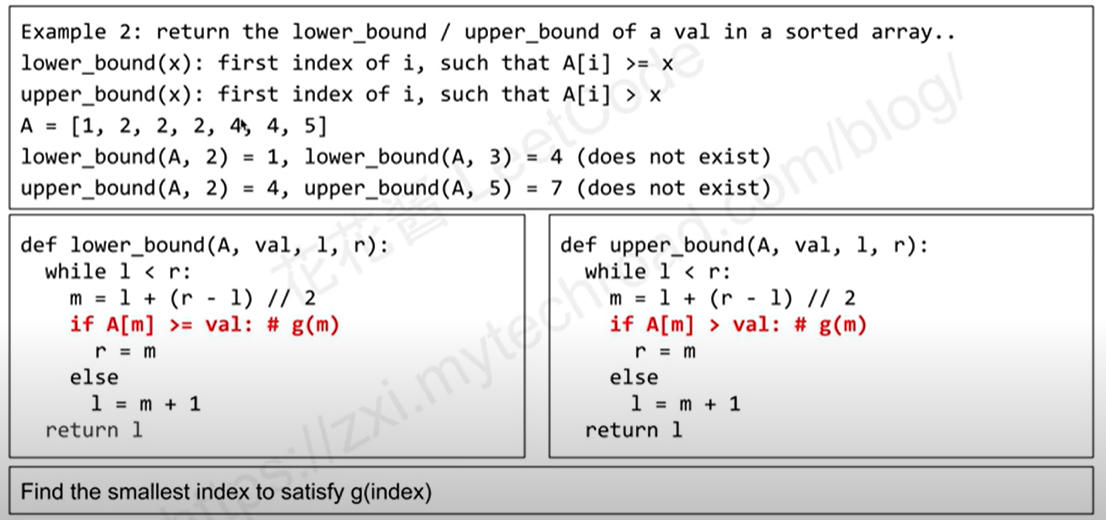 Example 2: return the lower_bound / upper_bound of a val in a sorted array..
lower_bound(x): first index of i, such that A[i] >= x
upper_bound(x): first index of i, such that A[i] > x
A = [1, 2, 2, 2, 4, 4, 5]
lower_bound(A, 2) = 1, lower_bound(A, 3) = 4 (does not exist)
upper_bound(A, 2) = 4, upper_bound(A, 5) = 7 (does not exist)
def lower_bound(A, val, l, r):
while l < r:
m = l + (r - l) // 2
if A[m] >= val: # g(m)
r = m
else
l = m + 1
return l
def upper_bound(A, val, l, r):
while l < r:
m = l + (r - l) // 2
if A[m] > val: # g(m)
r = m
else
l = m + 1
return l
Find the smallest index to satisfy g(index)
花花酱 LeetCode
https://zxi.mytechroad.com/blog/